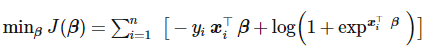 min_β J(β) = ∑_{i=1}^{n} [ − y_i x_i^⊤ β + log(1 + exp^{x_i^⊤ β}) ]